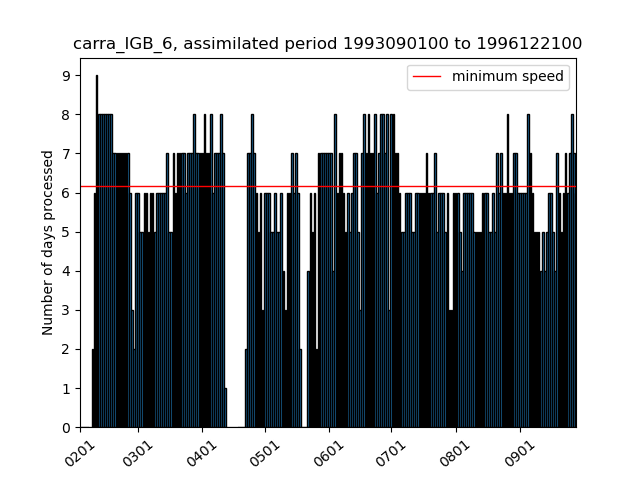 carra_IGB_6, assimilated period 1993090100 to 1996122100
minimum speed
Number of days processed
9
8
7
6
5
4
3
2
1
0
0201 0301 0401 0501 0601 0701 0801 0901